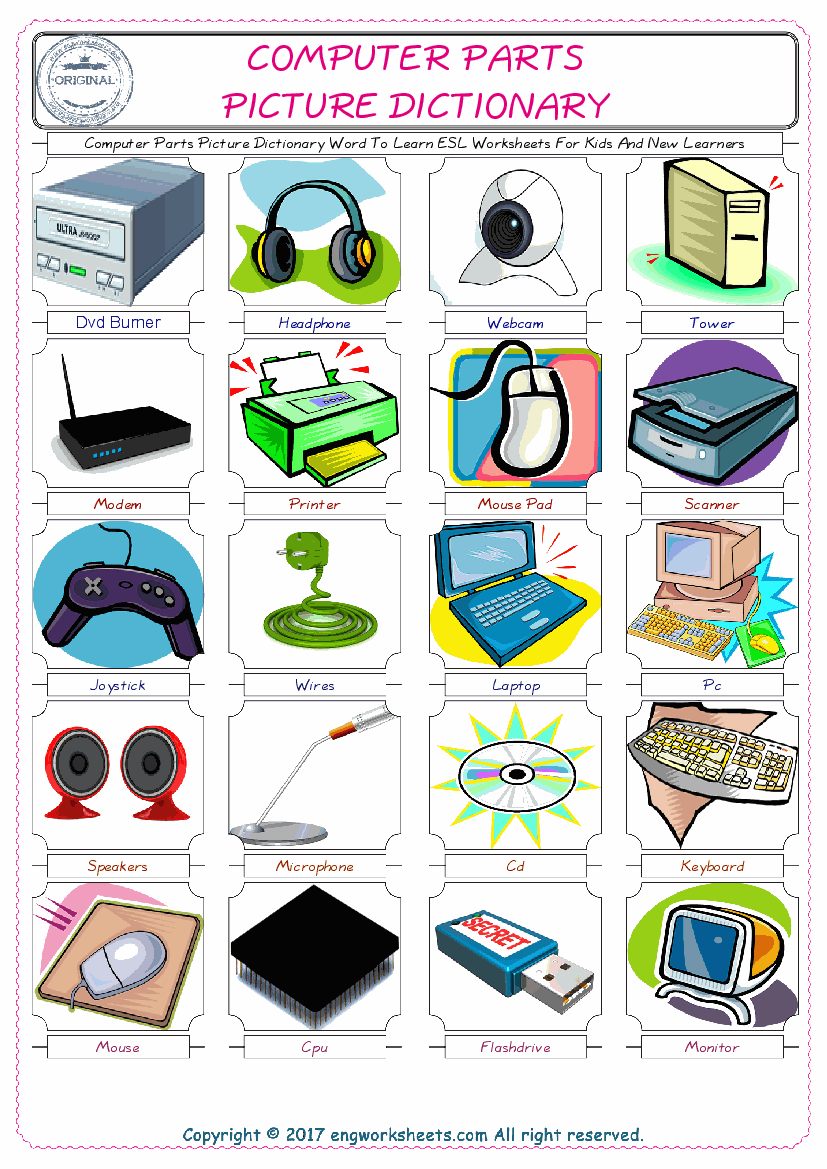 COMPUTER PARTS
ORIGINAL
PICTURE DICTIONARY
Computer Parts Picture Dictionary Word To Learn ESL Worksheets For Kids And New Learners
ULTRA
Dvd Burner
Headphone
Webcam
Tower
Modem
Printer
Mouse Pad
Scanner
Joystick
Wires
Laptop
Pc
Speakers
Microphone
Cd
Keyboard
SECRET
Mouse
Cpu
Flashdrive
Monitor
Copyright © 2017 engworksheets.com All right reserved.